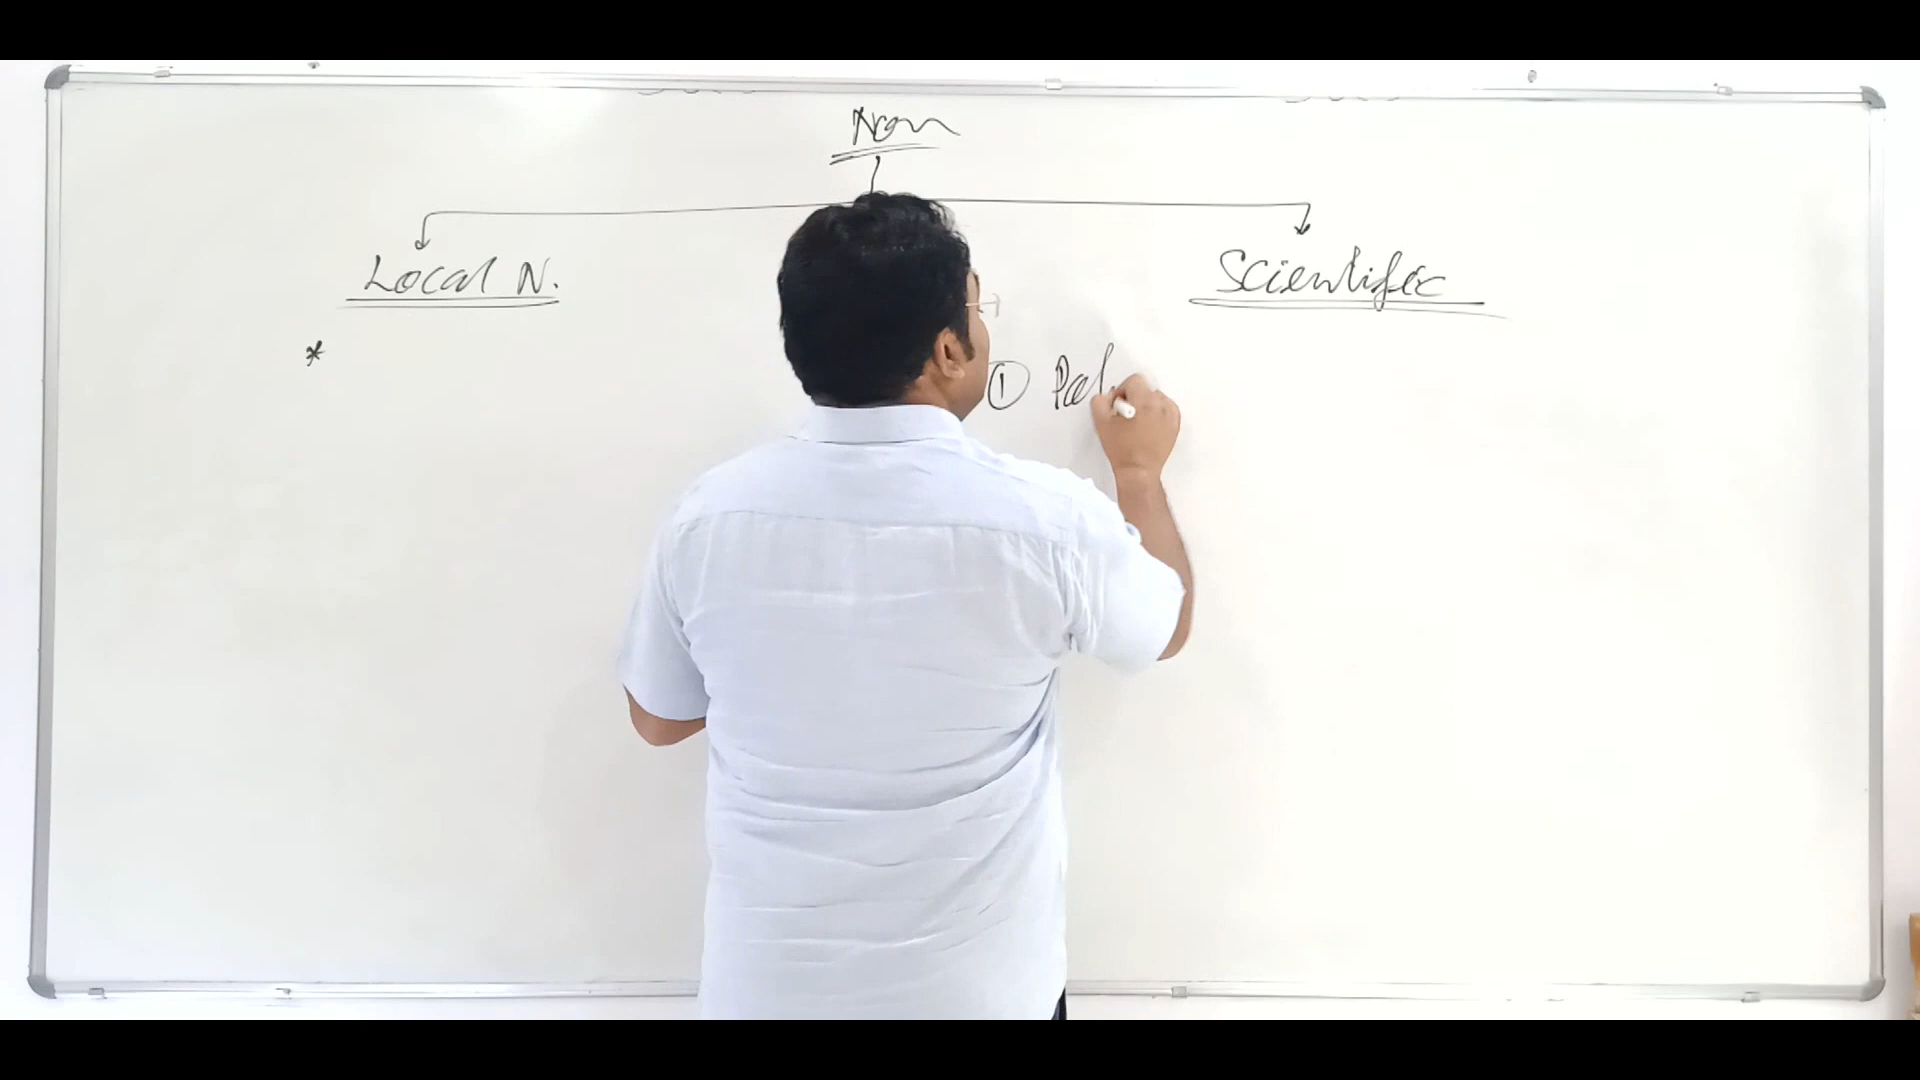 Nom
Local N. Scientific
*
① Pol